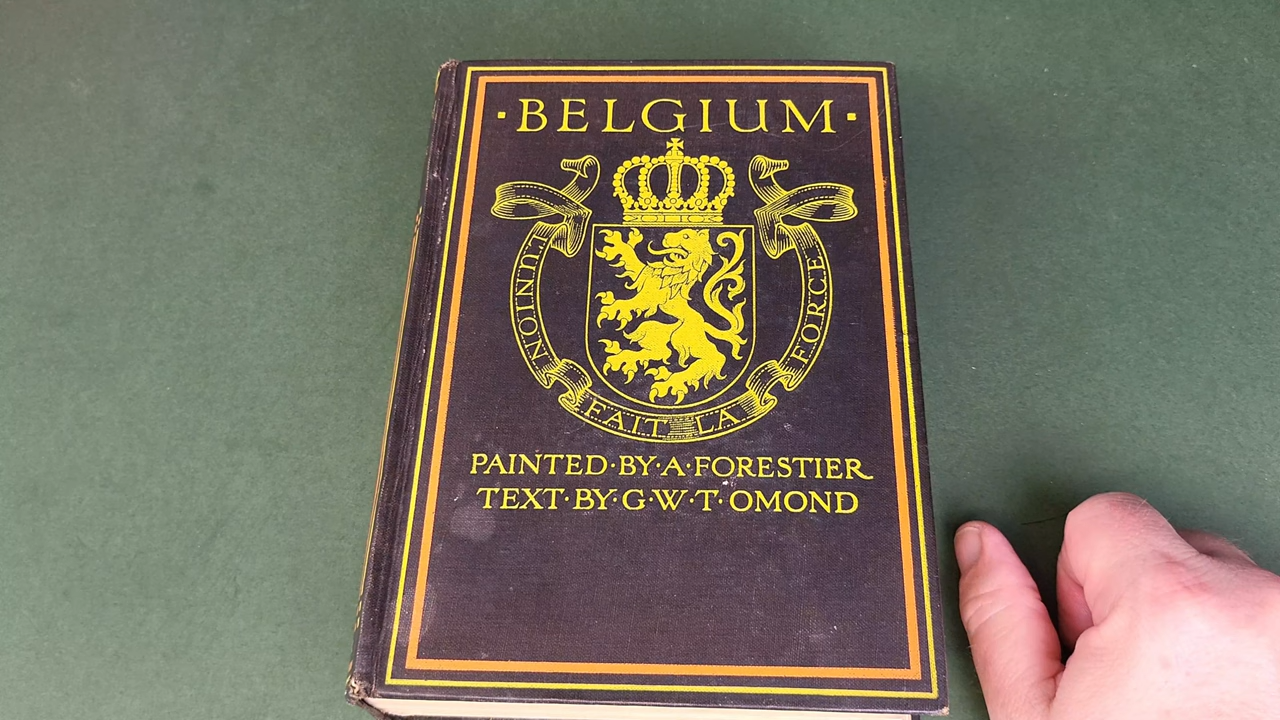 ·BELGIUM·
L'UNION FAIT LA FORCE
PAINTED·BY·A·FORESTIER
TEXT·BY·G·W·T·OMOND